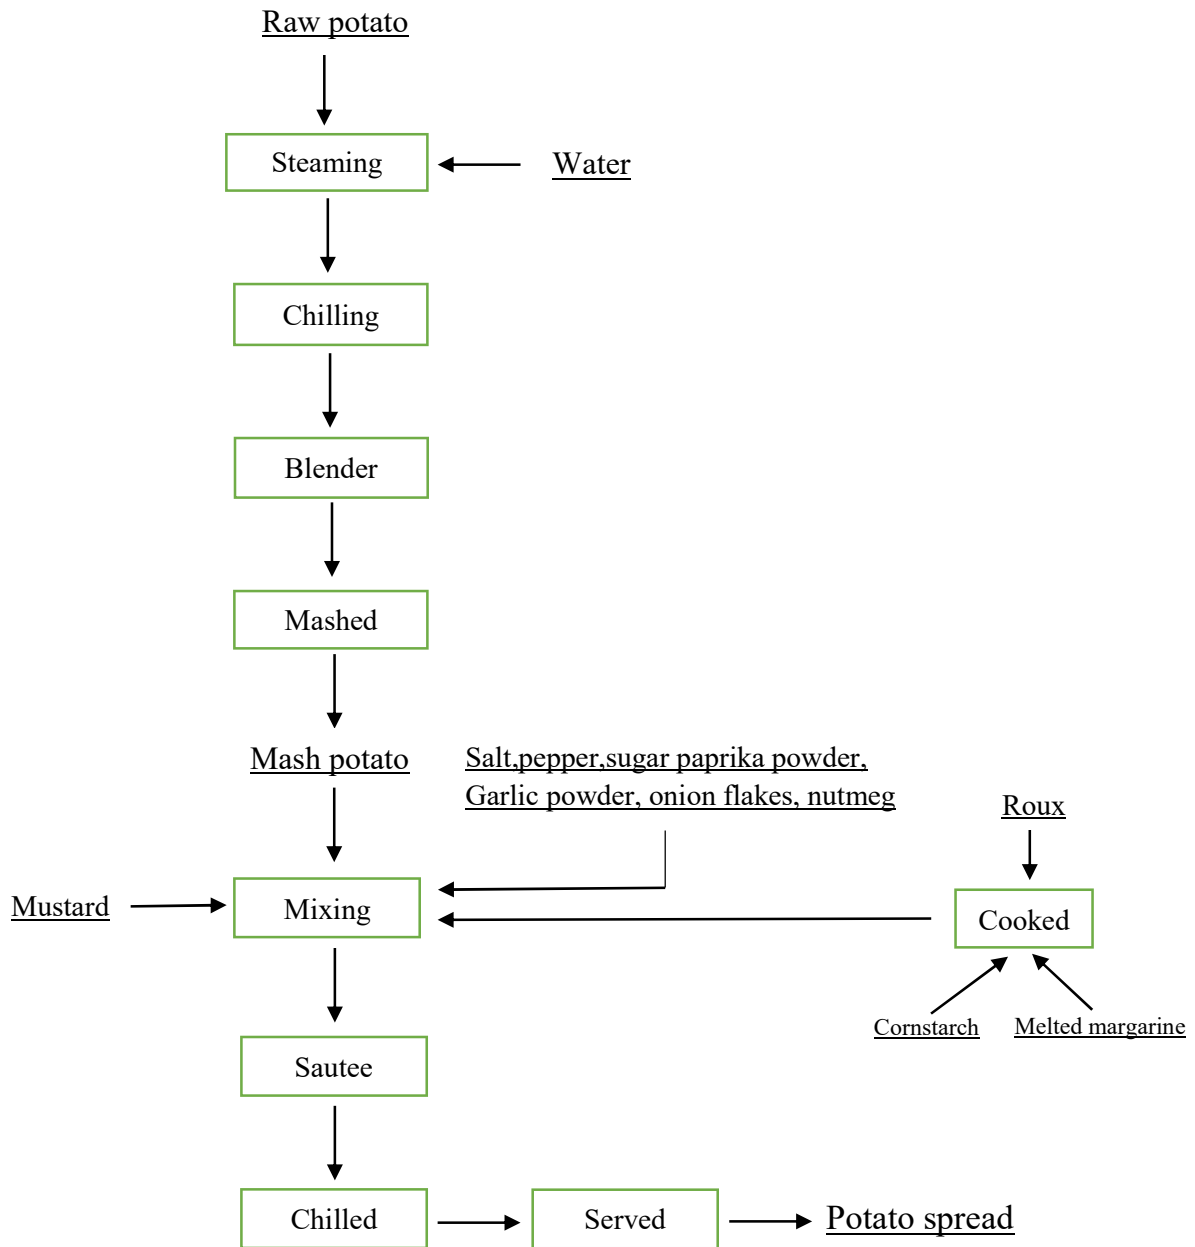 Raw potato
Steaming
Water
Chilling
Blender
Mashed
Mash potato
Salt,pepper,sugar paprika powder,
Garlic powder, onion flakes, nutmeg
Roux
Mustard
Mixing
Cooked
Cornstarch
Melted margarine
Sautee
Chilled
Served
Potato spread